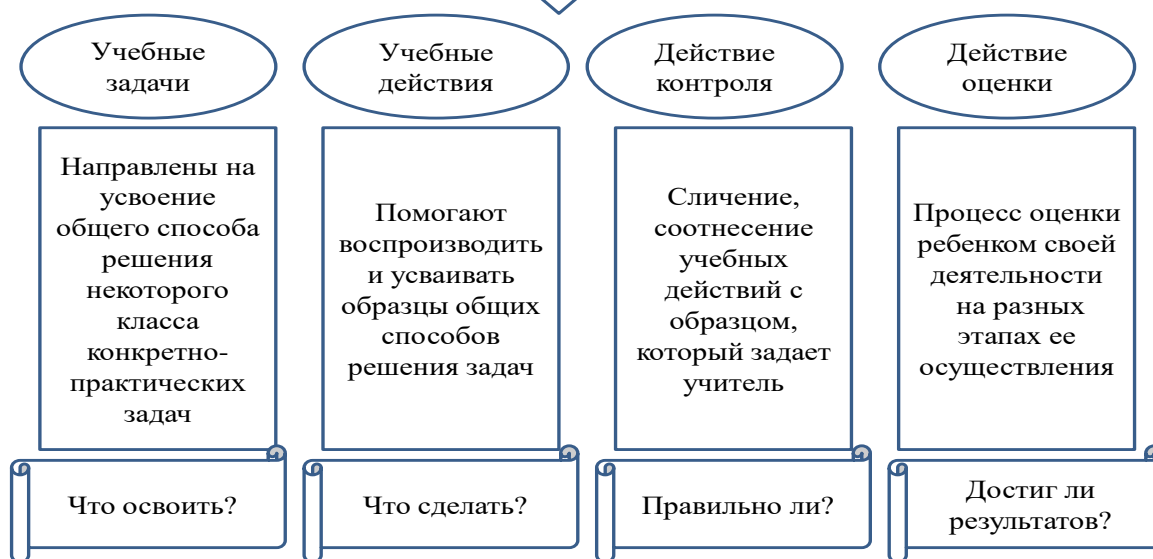 Учебные
задачи
Учебные
действия
Действие
контроля
Действие
оценки
Направлены на
усвоение
общего способа
решения
некоторого
класса
конкретно-
практических
задач
Помогают
воспроизводить
и усваивать
образцы общих
способов
решения задач
Сличение,
соотнесение
учебных
действий с
образцом,
который задает
учитель
Процесс оценки
ребенком своей
деятельности
на разных
этапах ее
осуществления
Что освоить?
Что сделать?
Правильно ли?
Достиг ли
результатов?